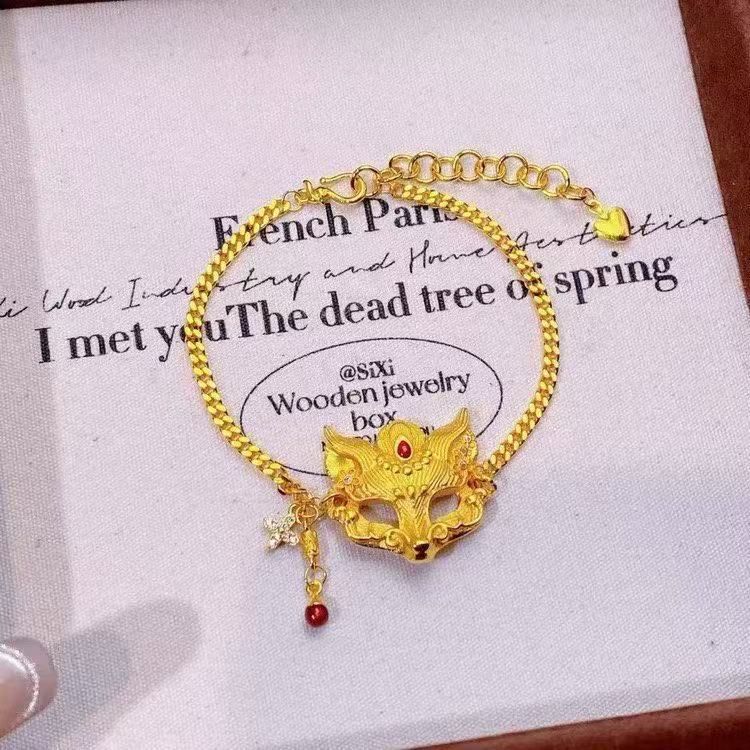 French Paris
Wood Industry and Home Aesthetics
I met youThe dead tree of spring
@SiXi
Wooden jewelry
box